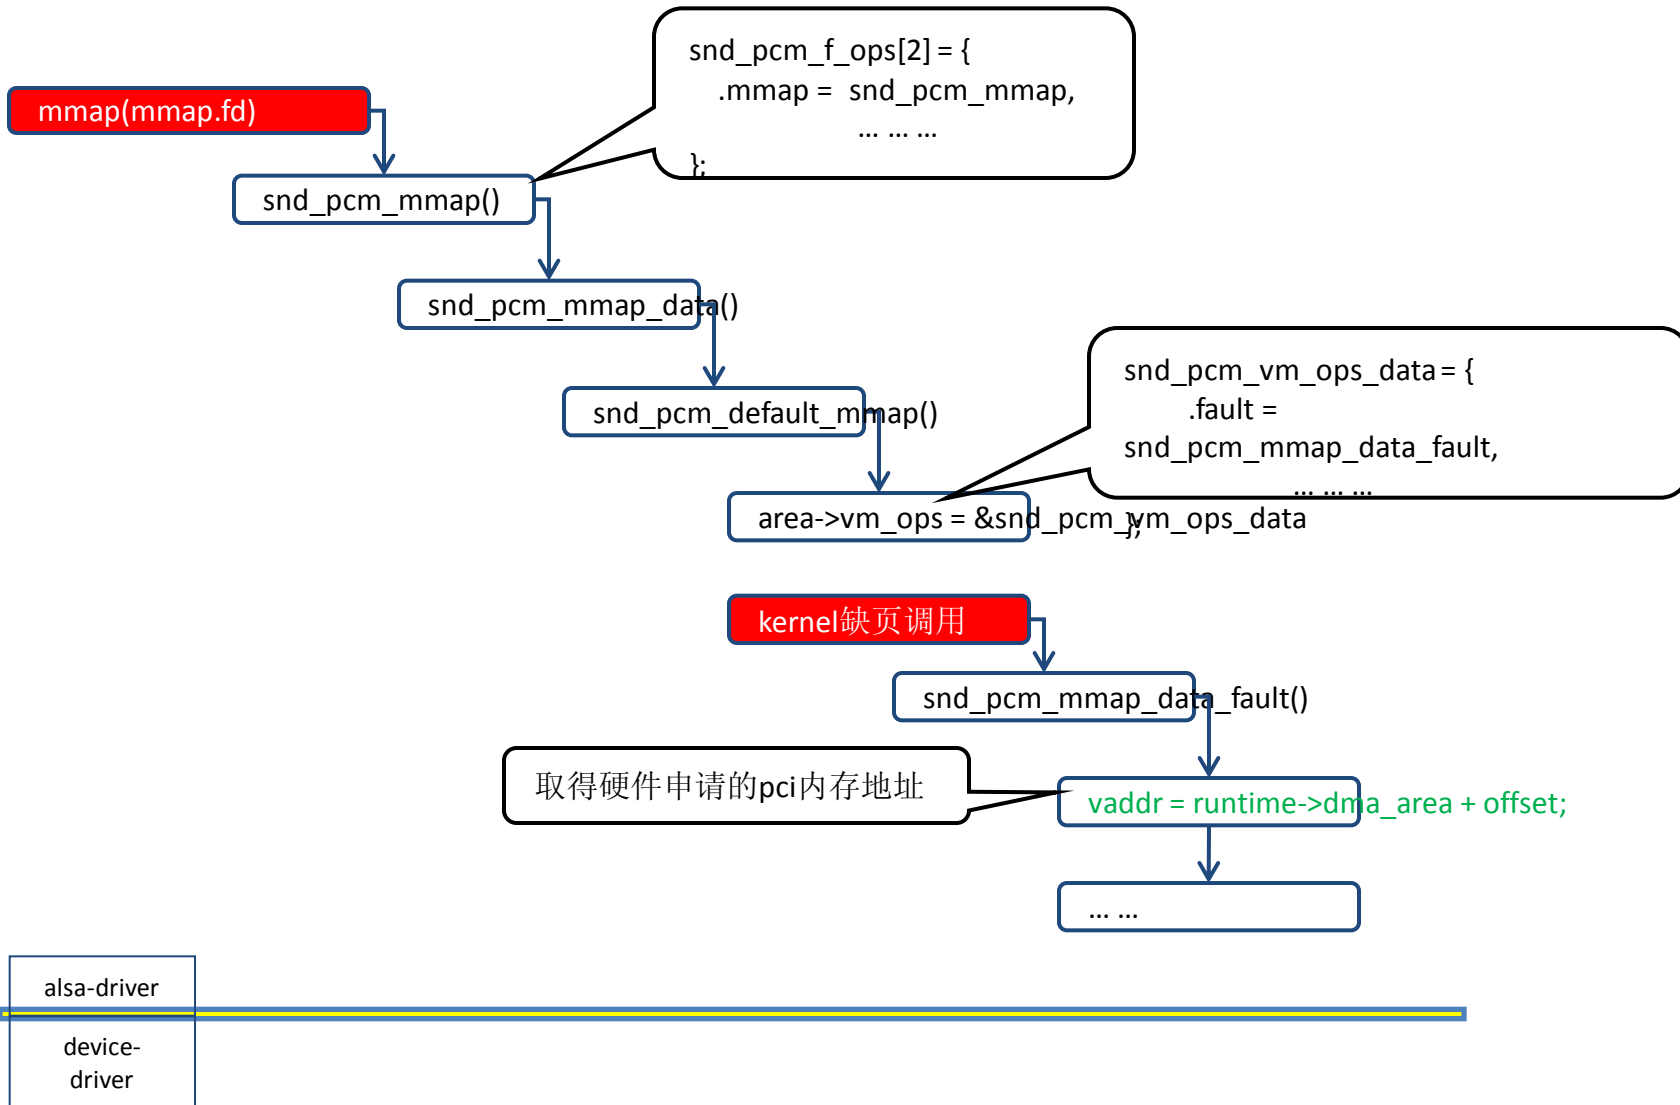 snd_pcm_f_ops[2] = {
.mmap = snd_pcm_mmap,
... ... ...
};
mmap(mmap.fd)
snd_pcm_mmap()
snd_pcm_mmap_data()
snd_pcm_default_mmap()
snd_pcm_vm_ops_data = {
.fault =
snd_pcm_mmap_data_fault,
... ... ...
};
area->vm_ops = &snd_pcm_vm_ops_data
kernel缺页调用
snd_pcm_mmap_data_fault()
取得硬件申请的pci内存地址
vaddr = runtime->dma_area + offset;
... ...
alsa-driver
device-
driver